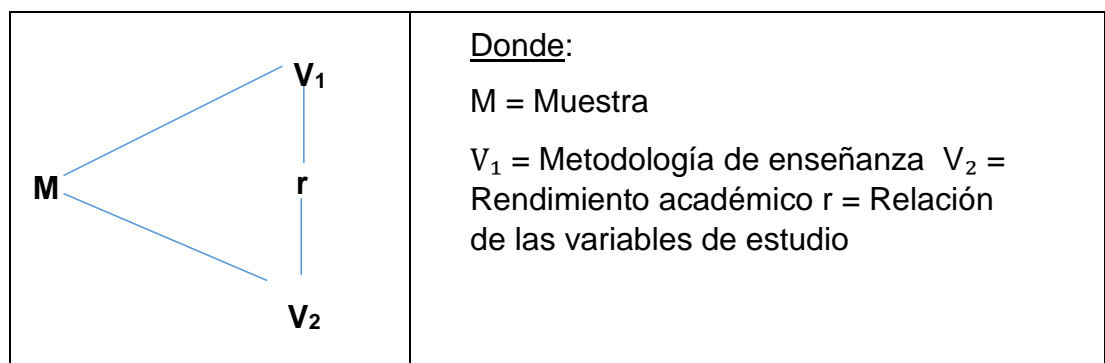 V₁
M
r
V₂
Donde:
M = Muestra
V₁ = Metodología de enseñanza V₂ =
Rendimiento académico r = Relación
de las variables de estudio